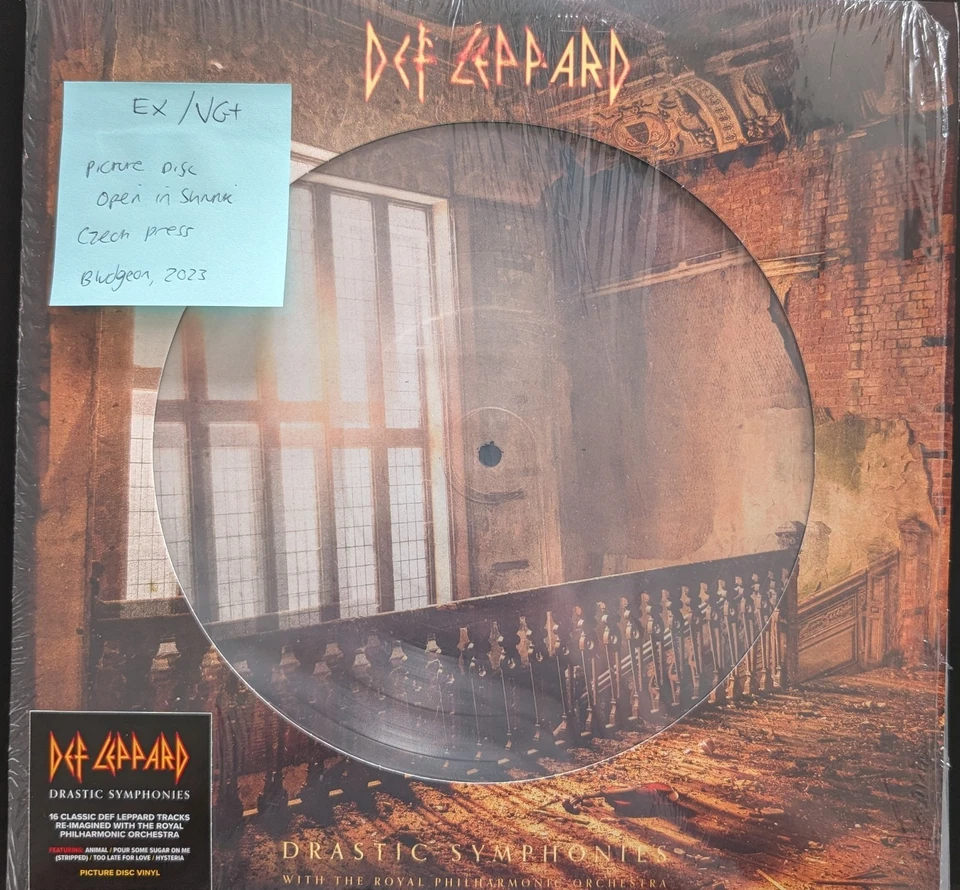 DEF LEPPARD
EX/VG+
Picture Disc
Open in Shrink
Czech press
Bludgeon, 2023
DEF LEPPARD
DRASTIC SYMPHONIES
16 CLASSIC DEF LEPPARD TRACKS
RE-IMAGINED WITH THE ROYAL
PHILHARMONIC ORCHESTRA
FEATURING: ANIMAL / POUR SOME SUGAR ON ME
(STRIPPED) / TOO LATE FOR LOVE / HYSTERIA
PICTURE DISC VINYL
DRASTIC SYMPHONIES
WITH THE ROYAL PHILHARMONIC ORCHESTRA